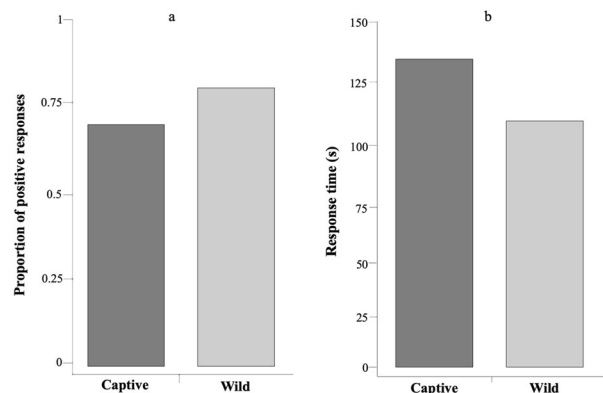 a
Proportion of positive responses
1
0.75
0.5
0.25
0
Captive
Wild
b
Response time (s)
150
125
100
75
50
25
0
Captive
Wild